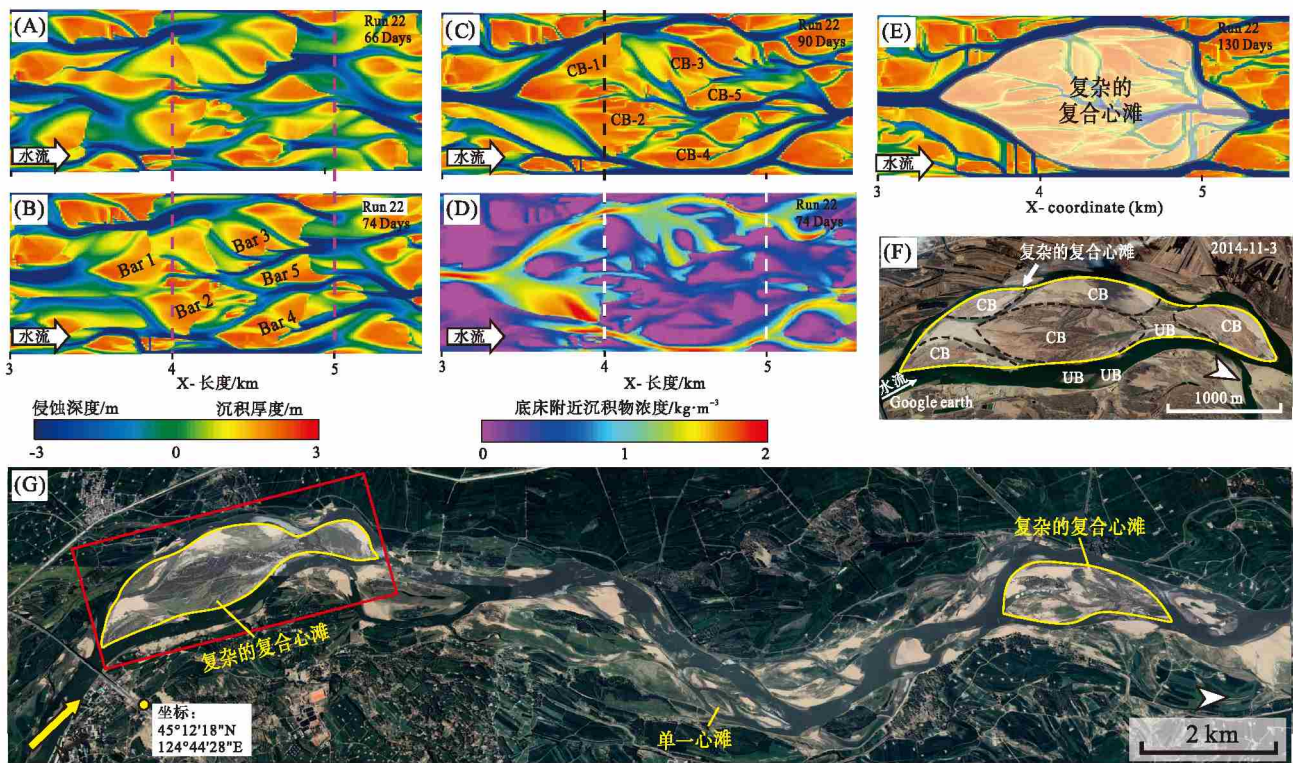 (A)
Run 22
66 Days
水流
3
4
5
(B)
Run 22
74 Days
Bar 1
Bar 2
Bar 3
Bar 5
Bar 4
水流
3
4
5
X- 长度/km
侵蚀深度/m
沉积厚度/m
-3
0
3
(C)
Run 22
90 Days
CB-1
CB-3
CB-5
CB-2
CB-4
水流
(D)
Run 22
74 Days
水流
3
4
5
X- 长度/km
底床附近沉积物浓度/kg·m⁻³
0
1
2
(E)
Run 22
130 Days
复杂的
复合心滩
水流
3
4
5
X- coordinate (km)
(F)
复杂的复合心滩
2014-11-3
CB
CB
CB
UB
CB
CB
UB
UB
水流
Google earth
1000 m
(G)
复杂的复合心滩
复杂的复合心滩
单一心滩
坐标：
45°12'18"N
124°44'28"E
2 km